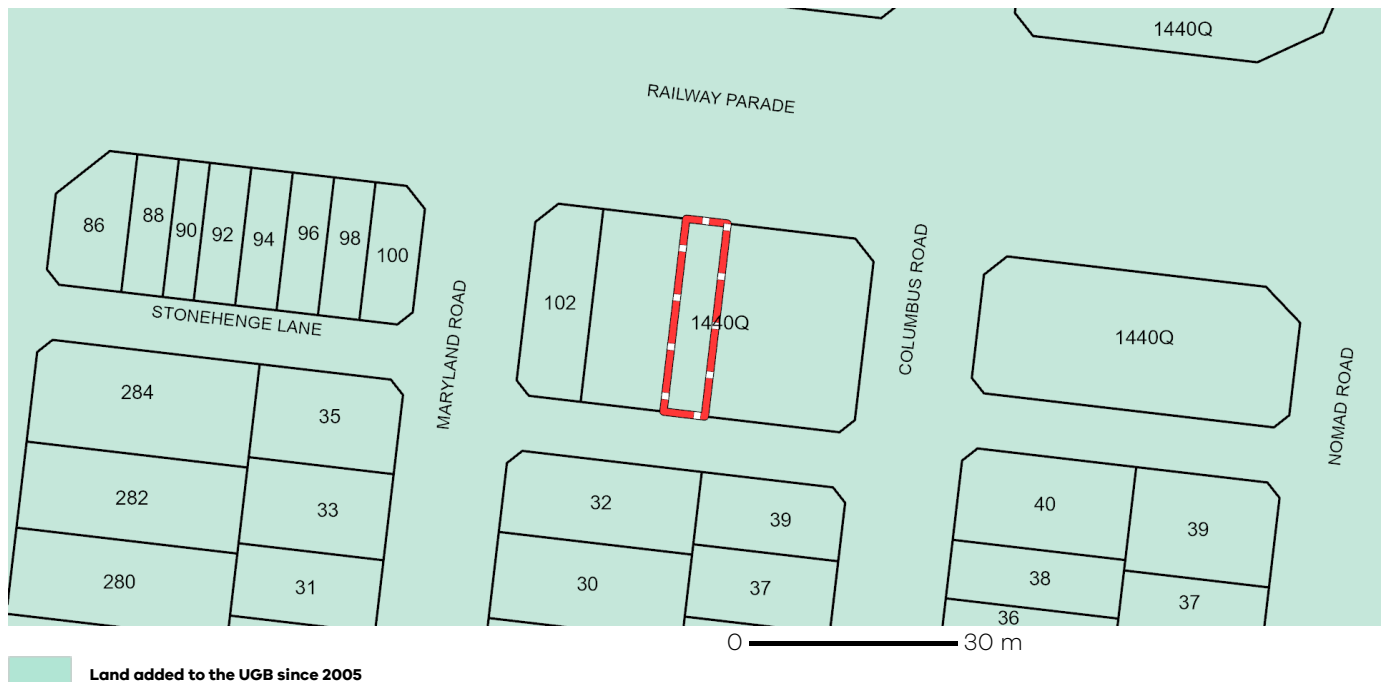 1440Q
RAILWAY PARADE
86
88
90
92
94
96
98
100
STONEHENGE LANE
MARYLAND ROAD
102
1440Q
COLUMBUS ROAD
1440Q
NOMAD ROAD
284
35
282
33
280
31
32
39
30
37
40
39
38
37
36
0 30 m
Land added to the UGB since 2005